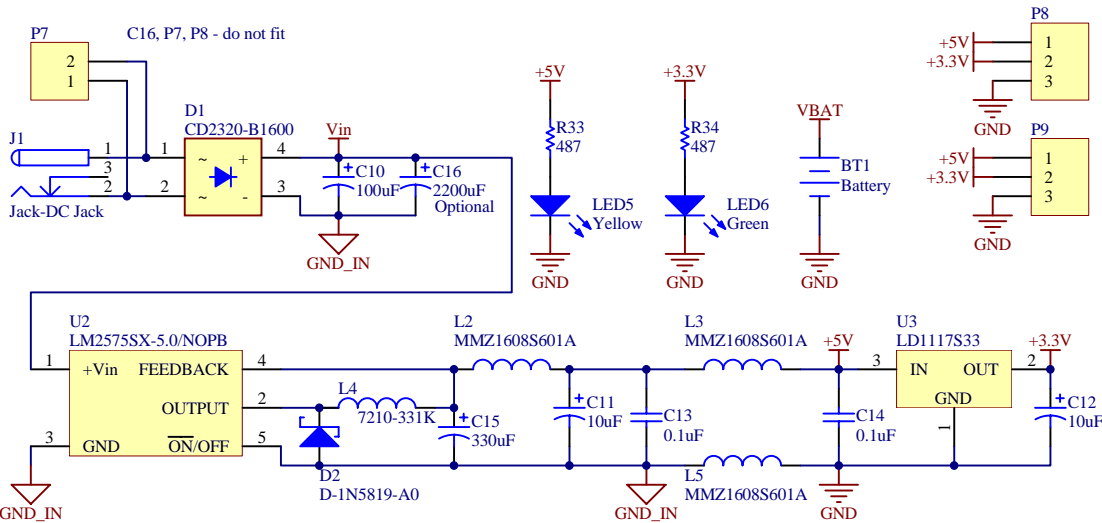 P7
C16, P7, P8 - do not fit
2
1
J1
1
3
2
Jack-DC Jack
D1
CD2320-B1600
1
~
+
4
2
~
-
3
Vin
C10
100uF
C16
2200uF
Optional
GND_IN
+5V
R33
487
LED5
Yellow
GND
+3.3V
R34
487
LED6
Green
GND
VBAT
BT1
Battery
GND
P8
+5V
1
+3.3V
2
3
GND
P9
+5V
1
+3.3V
2
3
GND
U2
LM2575SX-5.0/NOPB
1
+Vin
FEEDBACK
4
OUTPUT
2
3
GND
ON/OFF
5
GND_IN
L4
7210-331K
D2
D-1N5819-A0
C15
330uF
L2
MMZ1608S601A
C11
10uF
C13
0.1uF
GND_IN
L3
MMZ1608S601A
L5
MMZ1608S601A
+5V
C14
0.1uF
GND
U3
LD1117S33
3
IN
OUT
2
GND
1
+3.3V
C12
10uF